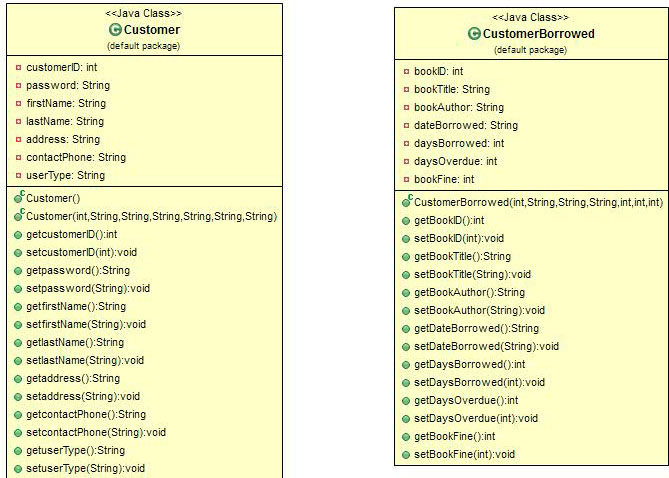 <<Java Class>>
Customer
(default package)
customerID: int
password: String
firstName: String
lastName: String
address: String
contactPhone: String
userType: String
Customer()
Customer(int,String,String,String,String,String,String)
getcustomerID():int
setcustomerID(int):void
getpassword():String
setpassword(String):void
getfirstName():String
setfirstName(String):void
getlastName():String
setlastName(String):void
getaddress():String
setaddress(String):void
getcontactPhone():String
setcontactPhone(String):void
getuserType():String
setuserType(String):void
<<Java Class>>
CustomerBorrowed
(default package)
bookID: int
bookTitle: String
bookAuthor: String
dateBorrowed: String
daysBorrowed: int
daysOverdue: int
bookFine: int
CustomerBorrowed(int,String,String,String,int,int,int)
getBookID():int
setBookID(int):void
getBookTitle():String
setBookTitle(String):void
getBookAuthor():String
setBookAuthor(String):void
getDateBorrowed():String
setDateBorrowed(String):void
getDaysBorrowed():int
setDaysBorrowed(int):void
getDaysOverdue():int
setDaysOverdue(int):void
getBookFine():int
setBookFine(int):void